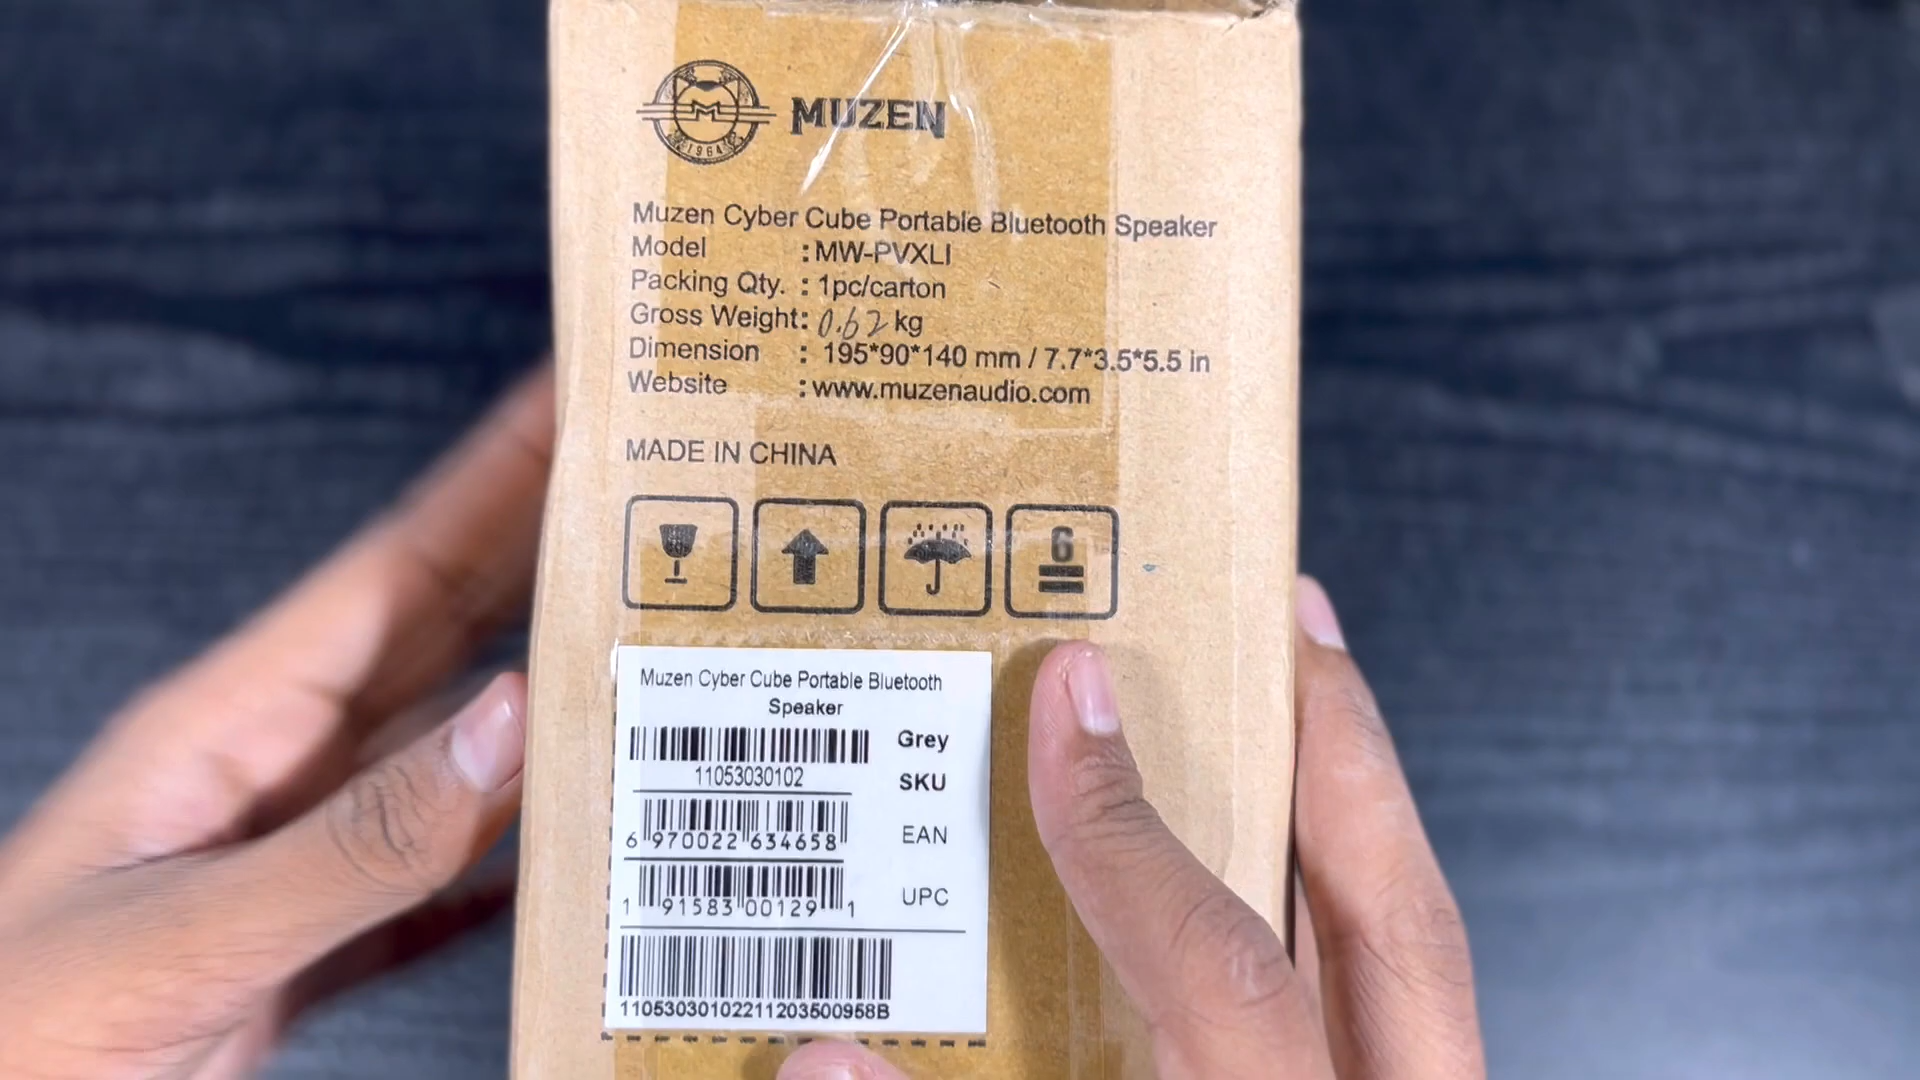 1964
MUZEN
Muzen Cyber Cube Portable Bluetooth Speaker
Model : MW-PVXLI
Packing Qty. : 1pc/carton
Gross Weight: 0.62 kg
Dimension : 195*90*140 mm / 7.7*3.5*5.5 in
Website : www.muzenaudio.com
MADE IN CHINA
6
Muzen Cyber Cube Portable Bluetooth
Speaker
Grey
11053030102 SKU
6 970022 634658 EAN
1 91583 00129 1 UPC
11053030102211203500958B